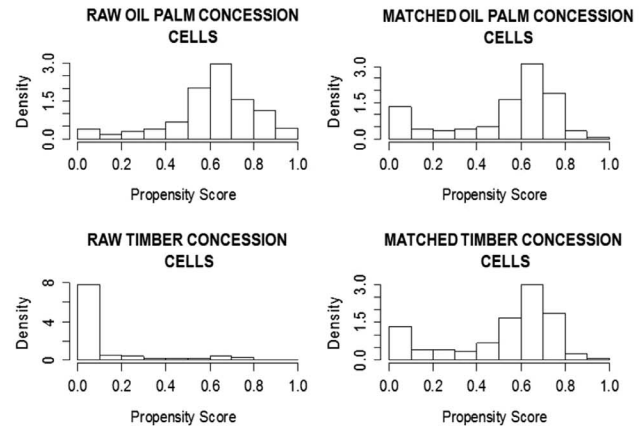 RAW OIL PALM CONCESSION
CELLS
Density
0.0 1.5 3.0
0.0 0.2 0.4 0.6 0.8 1.0
Propensity Score
MATCHED OIL PALM CONCESSION
CELLS
Density
0.0 1.5 3.0
0.0 0.2 0.4 0.6 0.8 1.0
Propensity Score
RAW TIMBER CONCESSION
CELLS
Density
0 4 8
0.0 0.2 0.4 0.6 0.8 1.0
Propensity Score
MATCHED TIMBER CONCESSION
CELLS
Density
0.0 1.5 3.0
0.0 0.2 0.4 0.6 0.8 1.0
Propensity Score